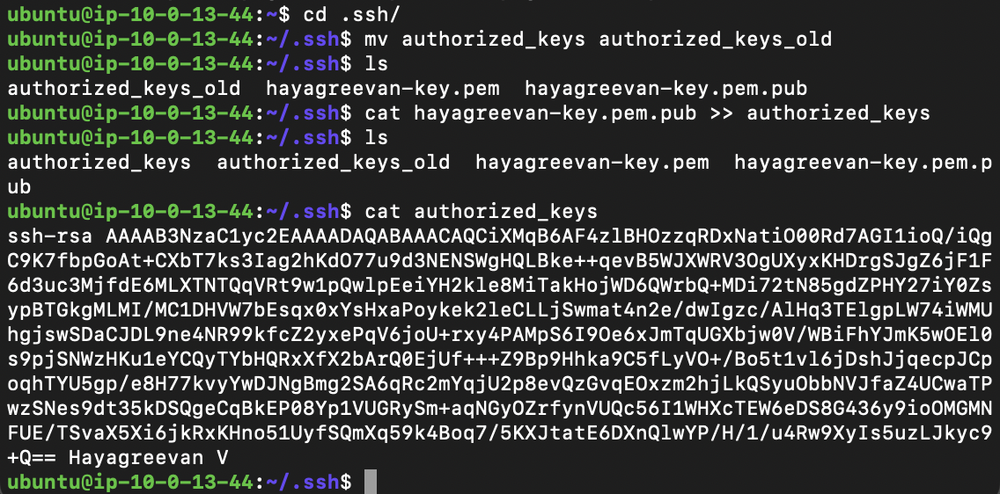 ubuntu@ip-10-0-13-44:~$ cd .ssh/
ubuntu@ip-10-0-13-44:~/.ssh$ mv authorized_keys authorized_keys_old
ubuntu@ip-10-0-13-44:~/.ssh$ ls
authorized_keys_old  hayagreevan-key.pem  hayagreevan-key.pem.pub
ubuntu@ip-10-0-13-44:~/.ssh$ cat hayagreevan-key.pem.pub >> authorized_keys
ubuntu@ip-10-0-13-44:~/.ssh$ ls
authorized_keys  authorized_keys_old  hayagreevan-key.pem  hayagreevan-key.pem.p
ub
ubuntu@ip-10-0-13-44:~/.ssh$ cat authorized_keys
ssh-rsa AAAAB3NzaC1yc2EAAAADAQABAAACAQCiXMqB6AF4zlBHOzzqRDxNatiO00Rd7AGI1ioQ/iQg
C9K7fbpGoAt+CXbT7ks3Iag2hKdO77u9d3NENSWgHQLBke++qevB5WJXWRV3OgUXyxKHDrgSJgZ6jF1F
6d3uc3MjfdE6MLXTNTQqVRt9w1pQwlpEeiYH2kle8MiTakHojWD6QWrbQ+MDi72tN85gdZPHY27iY0Zs
ypBTGkgMLMI/MC1DHVW7bEsqx0xYsHxaPoykek2leCLLjSwmat4n2e/dwIgzc/AlHq3TElgpLW74iWMU
hgjswSDaCJDL9ne4NR99kfcZ2yxePqV6joU+rxy4PAMpS6I9Oe6xJmTqUGXbjw0V/WBiFhYJmK5wOEl0
s9pjSNWzHKu1eYCQyTYbHQRxXfX2bArQ0EjUf+++Z9Bp9Hhka9C5fLyVO+/Bo5t1vl6jDshJjqecpJCp
oqhTYU5gp/e8H77kvyYwDJNgBmg2SA6qRc2mYqjU2p8evQzGvqEOxzm2hjLkQSyuObbNVJfaZ4UCwaTP
wzSNes9dt35kDSQgeCqBkEP08Yp1VUGRySm+aqNGyOZrfynVUQc56I1WHXcTEW6eDS8G436y9ioOMGMN
FUE/TSvaX5Xi6jkRxKHno51UyfSQmXq59k4Boq7/5KXJtatE6DXnQlwYP/H/1/u4Rw9XyIs5uzLJkyc9
+Q== Hayagreevan V
ubuntu@ip-10-0-13-44:~/.ssh$